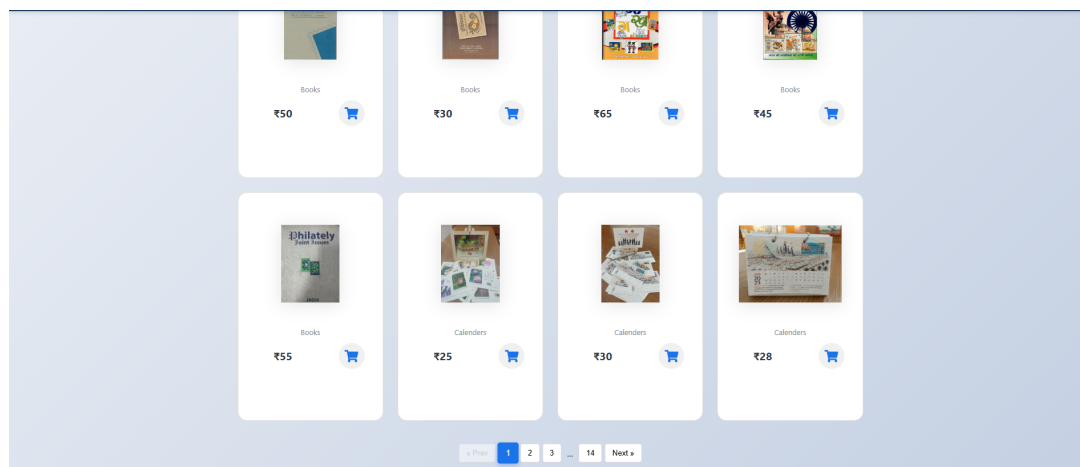 Books Books Books Books
₹50 ₹30 ₹65 ₹45
Philately
Joint Issues
INDIA
Books Calenders Calenders Calenders
₹55 ₹25 ₹30 ₹28
« Prev 1 2 3 ... 14 Next »